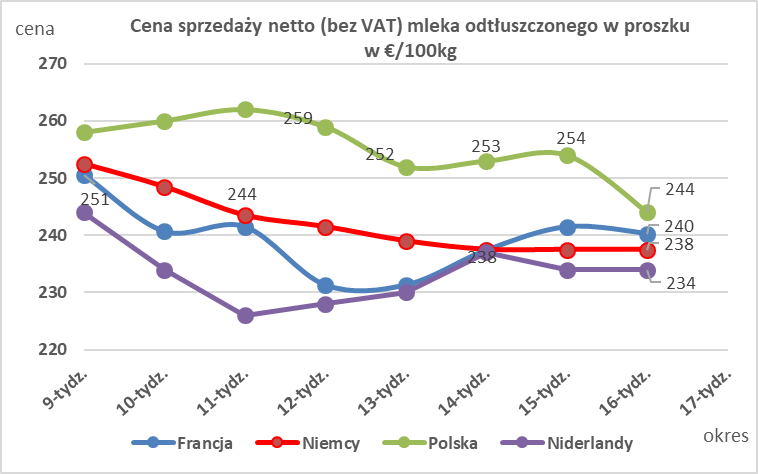 cena
Cena sprzedaży netto (bez VAT) mleka odtłuszczonego w proszku
w €/100kg
270
260
250
240
230
220
259
252
253
254
244
251
244
238
240
238
234
9-tydz.
10-tydz.
11-tydz.
12-tydz.
13-tydz.
14-tydz.
15-tydz.
16-tydz.
17-tydz.
okres
Francja Niemcy Polska Niderlandy